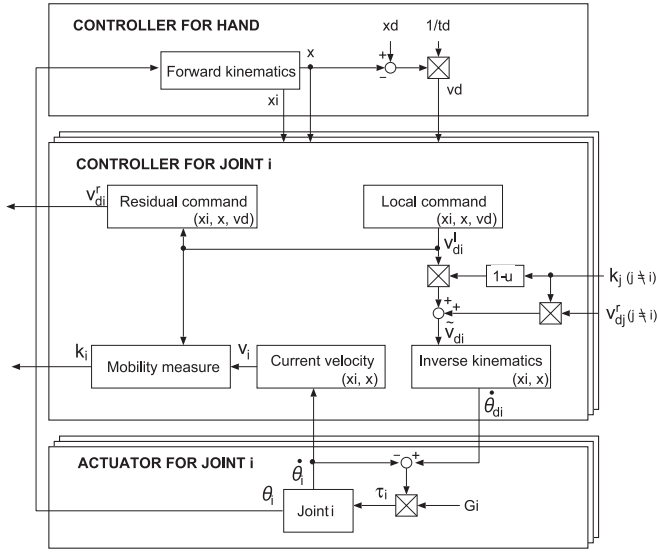 CONTROLLER FOR HAND
xd
1/td
x
+
−
Forward kinematics
xi
vd
CONTROLLER FOR JOINT i
v^r_di
Residual command
(xi, x, vd)
Local command
(xi, x, vd)
v^l_di
1-u
k_j (j ≠ i)
+ +
v^r_dj (j ≠ i)
ṽ_di
k_i
Mobility measure
v_i
Current velocity
(xi, x)
Inverse kinematics
(xi, x)
θ̇_di
ACTUATOR FOR JOINT i
θ̇_i
− +
θ_i
Joint i
τ_i
Gi